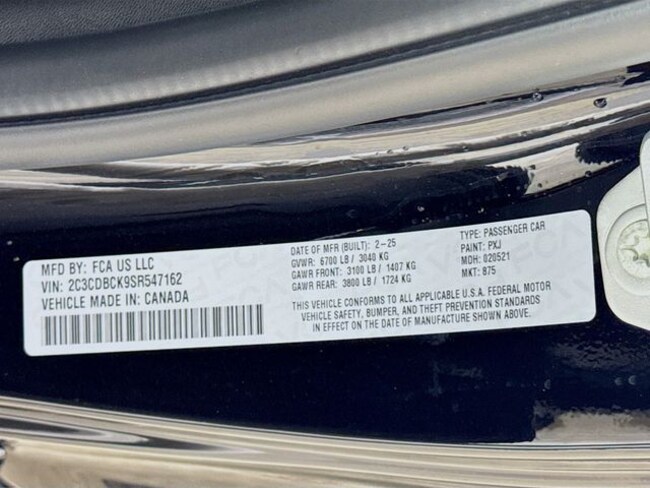 MFD BY: FCA US LLC
VIN: 2C3CDBCK9SR547162
VEHICLE MADE IN: CANADA
DATE OF MFR (BUILT): 2-25
GVWR: 6700 LB / 3040 KG
GAWR FRONT: 3100 LB / 1407 KG
GAWR REAR: 3800 LB / 1724 KG
TYPE: PASSENGER CAR
PAINT: PXJ
MDH: 020521
MKT: 875
THIS VEHICLE CONFORMS TO ALL APPLICABLE U.S.A. FEDERAL MOTOR
VEHICLE SAFETY, BUMPER, AND THEFT PREVENTION STANDARDS
IN EFFECT ON THE DATE OF MANUFACTURE SHOWN ABOVE.